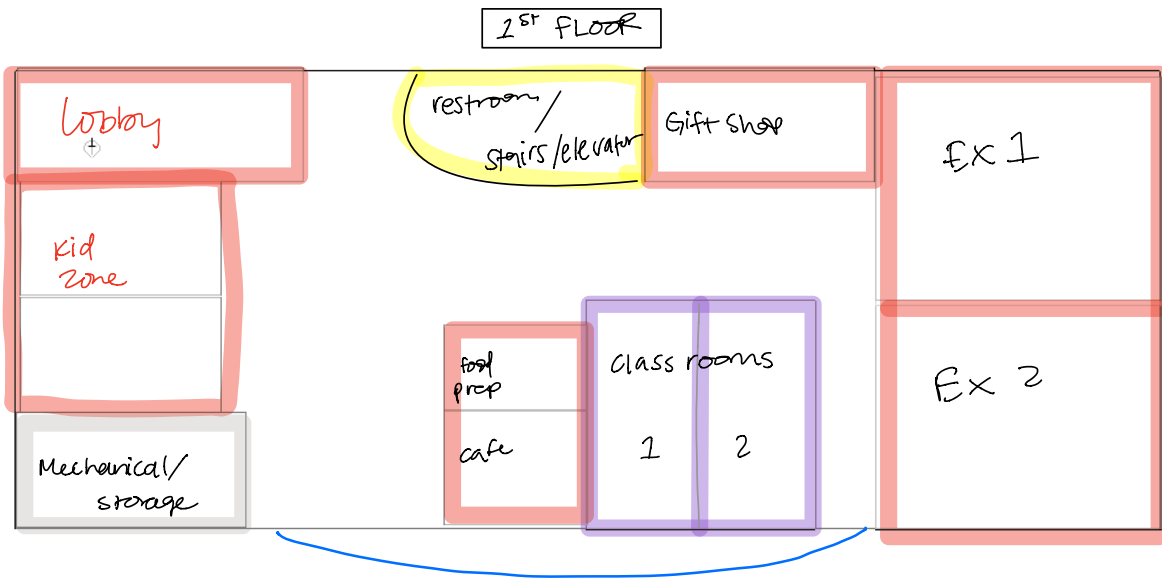 1ST FLOOR
Lobby
restroom/
stairs/elevator
Gift Shop
EX 1
Kid
Zone
food
prep
cafe
class rooms
1 2
EX 2
Mechanical/
storage